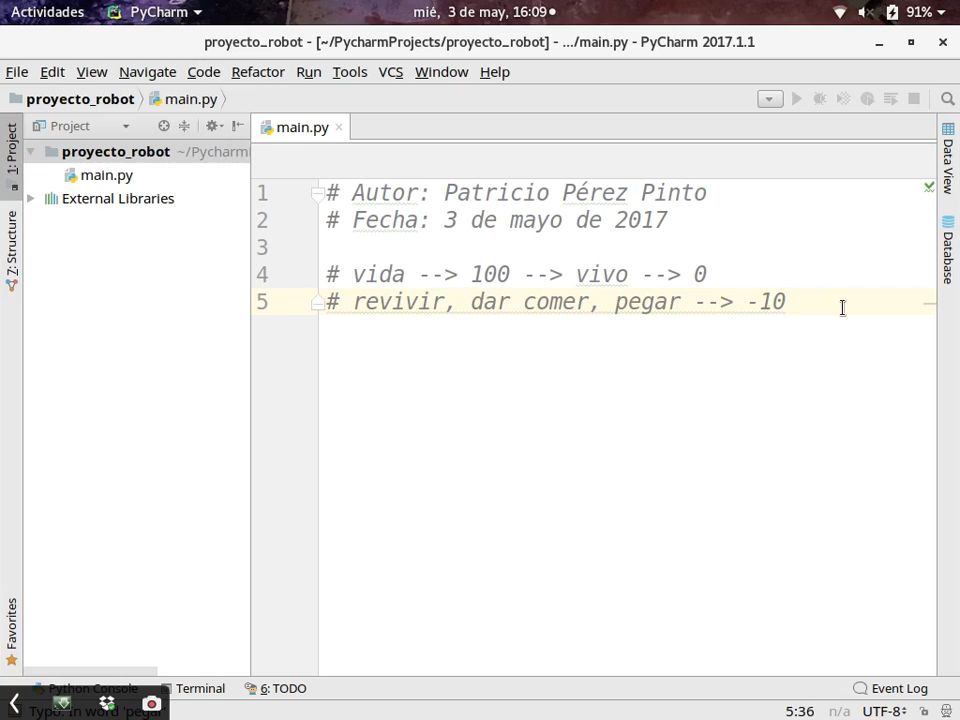 Actividades PyCharm mié, 3 de may, 16:09 91%
proyecto_robot - [~/PycharmProjects/proyecto_robot] - .../main.py - PyCharm 2017.1.1
File Edit View Navigate Code Refactor Run Tools VCS Window Help
proyecto_robot main.py
1: Project
Project
main.py
proyecto_robot ~/Pycharm
main.py
External Libraries
7: Structure
Favorites
1 # Autor: Patricio Pérez Pinto
2 # Fecha: 3 de mayo de 2017
3
4 # vida --> 100 --> vivo --> 0
5 # revivir, dar comer, pegar --> -10
Data View
Database
Python Console Terminal 6: TODO Event Log
Typo: In word 'pegar' 5:36 n/a UTF-8